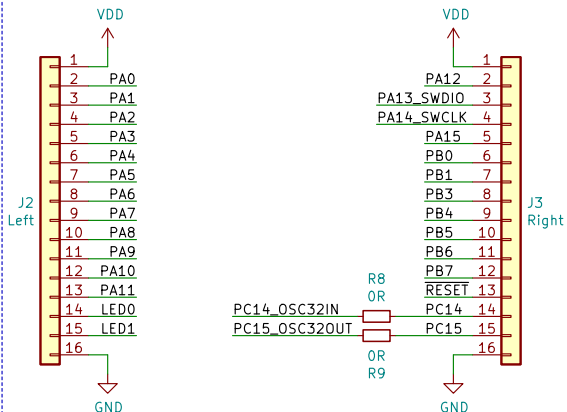 VDD VDD
1 1
2 PA0 PA12 2
3 PA1 PA13_SWDIO 3
4 PA2 PA14_SWCLK 4
5 PA3 PA15 5
6 PA4 PB0 6
7 PA5 PB1 7
J2 8 PA6 PB3 8 J3
Left 9 PA7 PB4 9 Right
10 PA8 PB5 10
11 PA9 PB6 11
12 PA10 PB7 12
R8
13 PA11 0R RESET 13
14 LED0 PC14_OSC32IN PC14 14
15 LED1 PC15_OSC32OUT PC15 15
16 0R 16
R9
GND GND